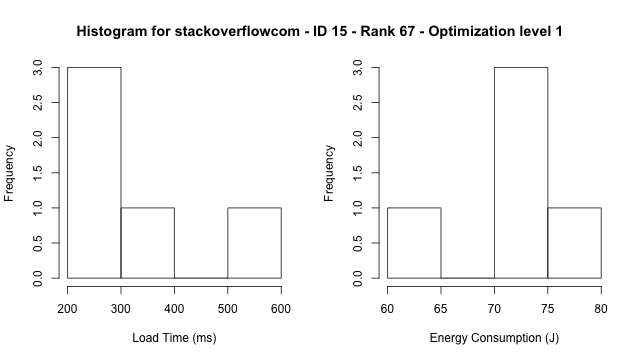 Histogram for stackoverflowcom - ID 15 - Rank 67 - Optimization level 1
Frequency
3.0
2.5
2.0
1.5
1.0
0.5
0.0
200 300 400 500 600
Load Time (ms)
Frequency
3.0
2.5
2.0
1.5
1.0
0.5
0.0
60 65 70 75 80
Energy Consumption (J)